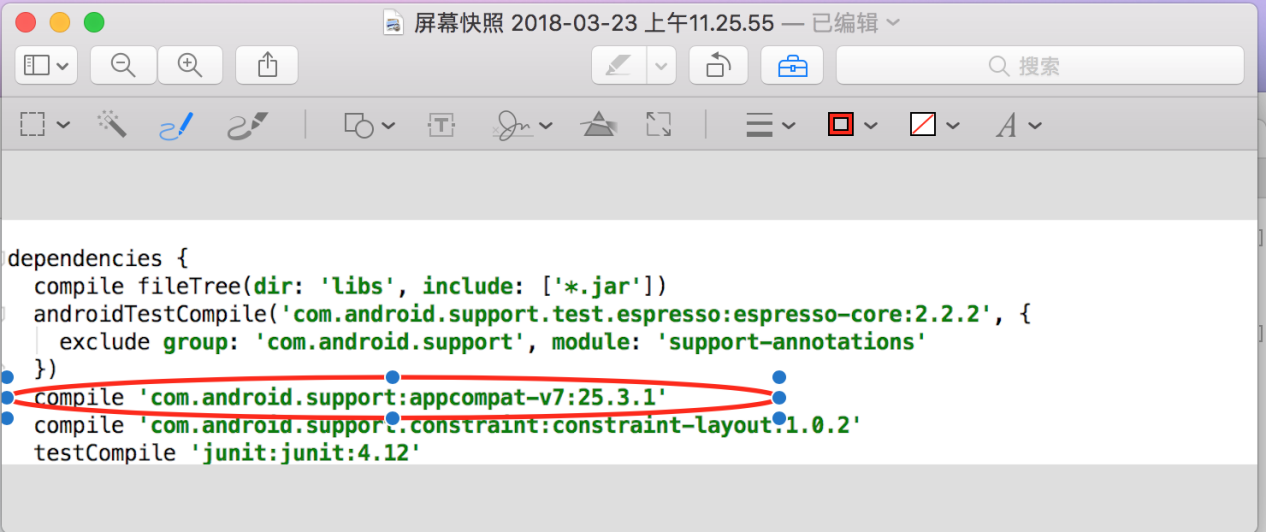 屏幕快照 2018-03-23 上午11.25.55 — 已编辑
搜索
dependencies {
compile fileTree(dir: 'libs', include: ['*.jar'])
androidTestCompile('com.android.support.test.espresso:espresso-core:2.2.2', {
exclude group: 'com.android.support', module: 'support-annotations'
})
compile 'com.android.support:appcompat-v7:25.3.1'
compile 'com.android.support.constraint:constraint-layout:1.0.2'
testCompile 'junit:junit:4.12'